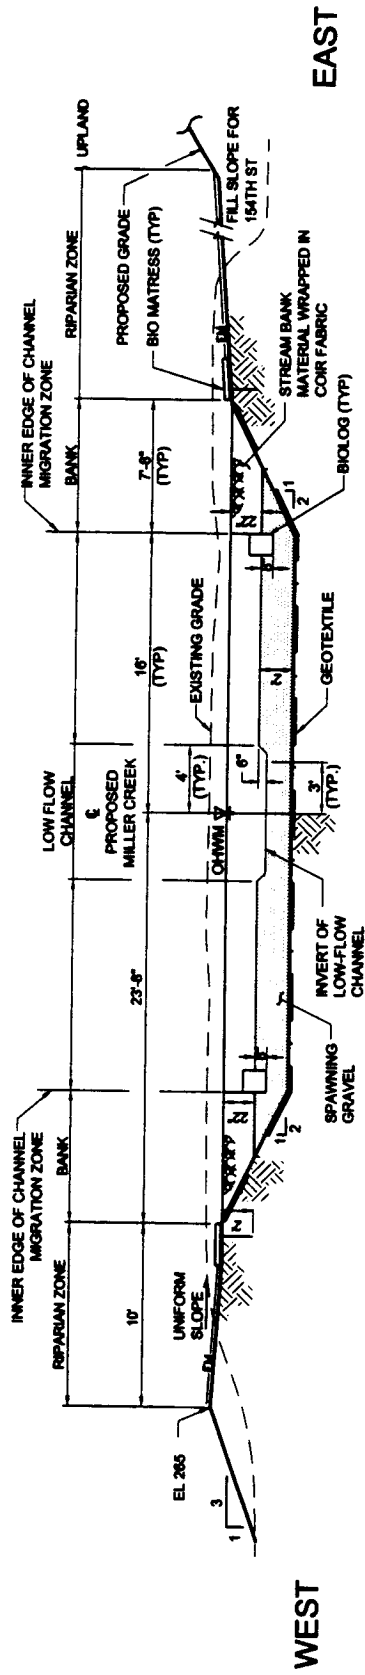 WEST
EAST
INNER EDGE OF CHANNEL
MIGRATION ZONE
INNER EDGE OF CHANNEL
MIGRATION ZONE
RIPARIAN ZONE
BANK
LOW FLOW
CHANNEL
BANK
RIPARIAN ZONE
UPLAND
℄
PROPOSED
MILLER CREEK
10'
23'-6"
16'
(TYP)
7'-6"
(TYP)
4'
(TYP.)
EXISTING GRADE
PROPOSED GRADE
BIO MATRESS (TYP)
EL 265
UNIFORM
SLOPE
OHWM
6"
3'
(TYP.)
FILL SLOPE FOR
154TH ST
STREAM BANK
MATERIAL WRAPPED IN
COIR FABRIC
BIOLOG (TYP)
GEOTEXTILE
INVERT OF
LOW-FLOW
CHANNEL
SPAWNING
GRAVEL
3
1
1
2
1
2
2'
2'
2'
2'